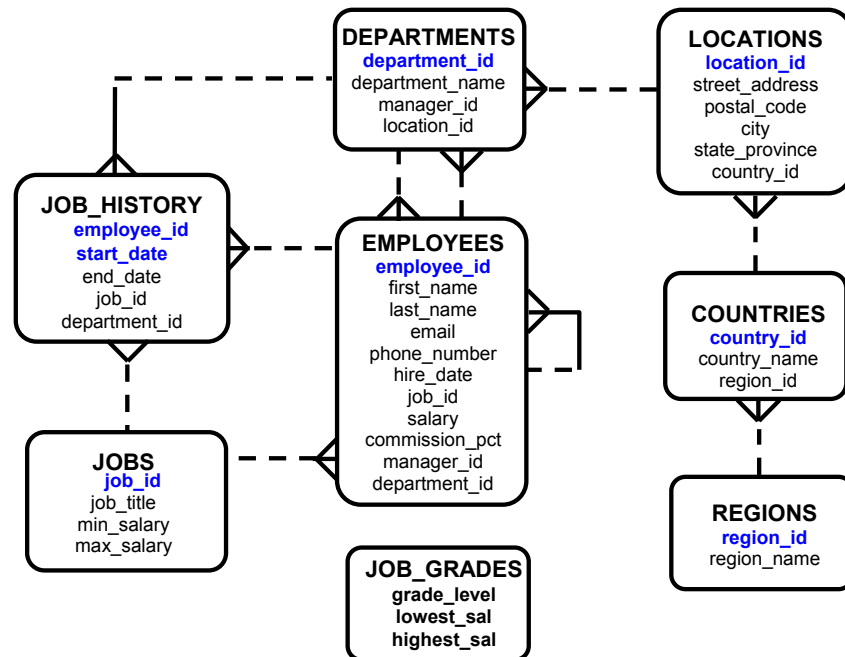 DEPARTMENTS
department_id
department_name
manager_id
location_id
LOCATIONS
location_id
street_address
postal_code
city
state_province
country_id
JOB_HISTORY
employee_id
start_date
end_date
job_id
department_id
EMPLOYEES
employee_id
first_name
last_name
email
phone_number
hire_date
job_id
salary
commission_pct
manager_id
department_id
COUNTRIES
country_id
country_name
region_id
JOBS
job_id
job_title
min_salary
max_salary
REGIONS
region_id
region_name
JOB_GRADES
grade_level
lowest_sal
highest_sal